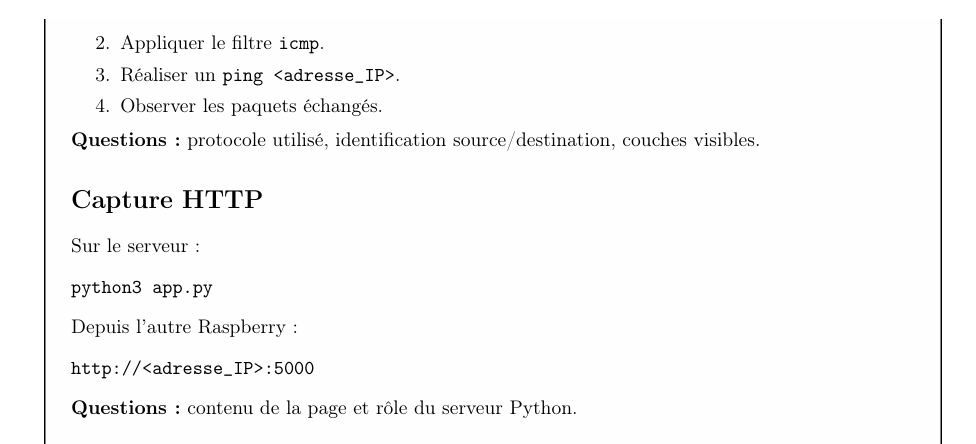 2. Appliquer le filtre icmp.
3. Réaliser un ping <adresse_IP>.
4. Observer les paquets échangés.
Questions : protocole utilisé, identification source/destination, couches visibles.
Capture HTTP
Sur le serveur :
python3 app.py
Depuis l'autre Raspberry :
http://<adresse_IP>:5000
Questions : contenu de la page et rôle du serveur Python.